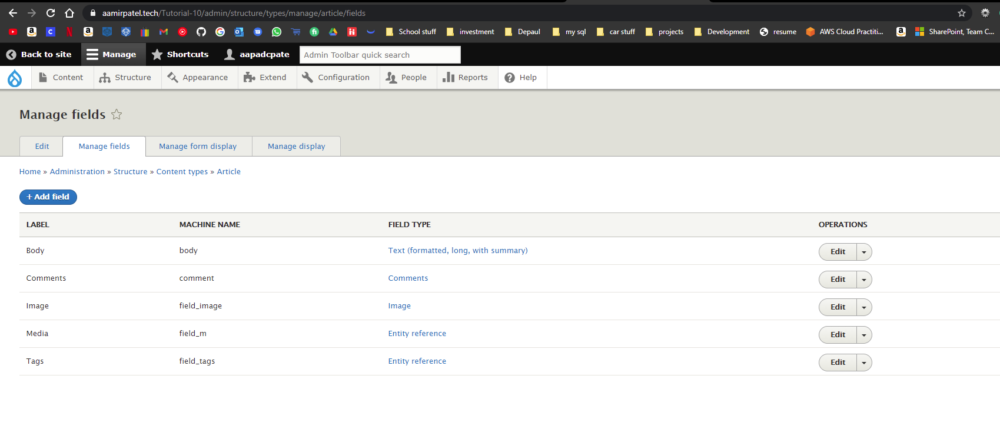 aamirpatel.tech/Tutorial-10/admin/structure/types/manage/article/fields
School stuff investment Depaul my sql car stuff projects Development resume AWS Cloud Practiti... SharePoint, Team C...
Back to site Manage Shortcuts aapadcpate Admin Toolbar quick search
Content Structure Appearance Extend Configuration People Reports Help
Manage fields
Edit Manage fields Manage form display Manage display
Home » Administration » Structure » Content types » Article
+ Add field
LABEL MACHINE NAME FIELD TYPE OPERATIONS
Body body Text (formatted, long, with summary) Edit
Comments comment Comments Edit
Image field_image Image Edit
Media field_m Entity reference Edit
Tags field_tags Entity reference Edit